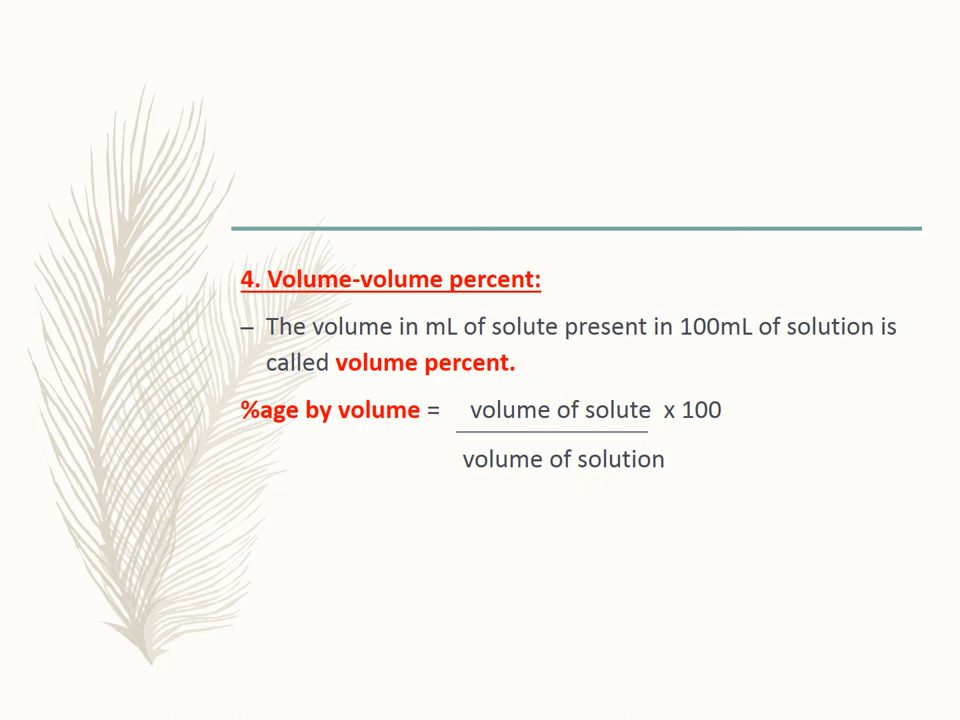 4. Volume-volume percent:
– The volume in mL of solute present in 100mL of solution is
called volume percent.
%age by volume = volume of solute x 100
volume of solution